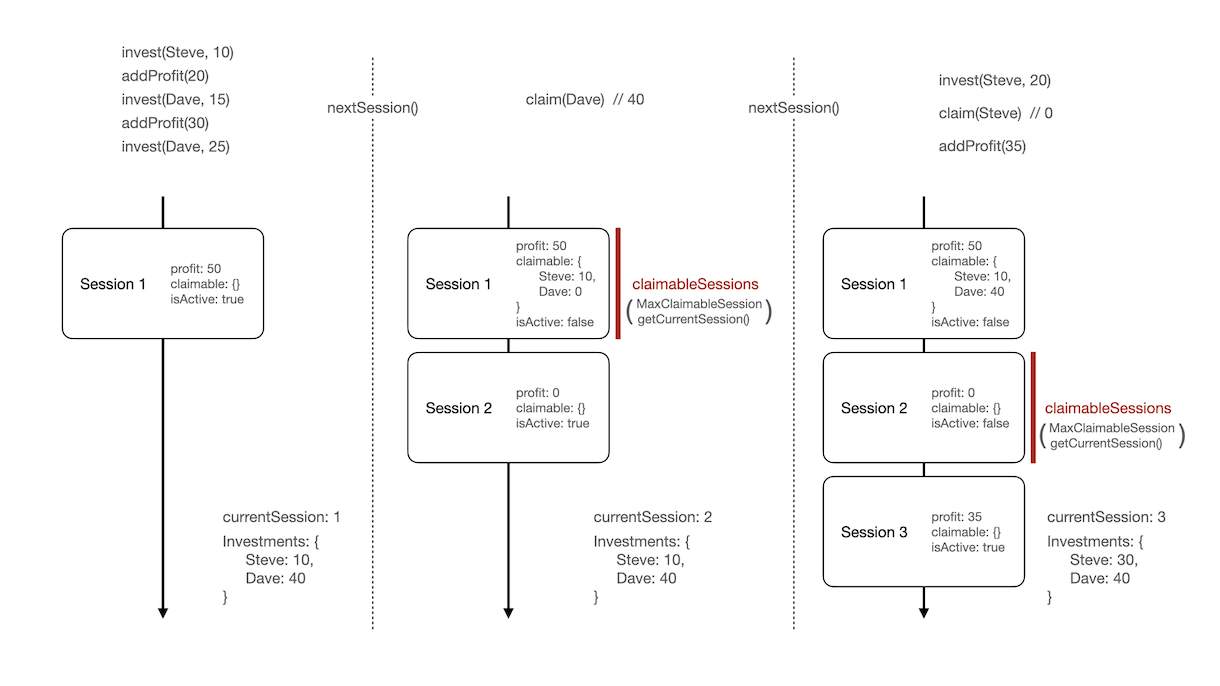 invest(Steve, 10)
addProfit(20)
invest(Dave, 15)
addProfit(30)
invest(Dave, 25)
nextSession()
claim(Dave)  // 40
nextSession()
invest(Steve, 20)
claim(Steve)  // 0
addProfit(35)
Session 1
profit: 50
claimable: {}
isActive: true
currentSession: 1
Investments: {
Steve: 10,
Dave: 40
}
Session 1
profit: 50
claimable: {
Steve: 10,
Dave: 0
}
isActive: false
claimableSessions
(MaxClaimableSession
getCurrentSession())
Session 2
profit: 0
claimable: {}
isActive: true
currentSession: 2
Investments: {
Steve: 10,
Dave: 40
}
Session 1
profit: 50
claimable: {
Steve: 10,
Dave: 40
}
isActive: false
Session 2
profit: 0
claimable: {}
isActive: false
claimableSessions
(MaxClaimableSession
getCurrentSession())
Session 3
profit: 35
claimable: {}
isActive: true
currentSession: 3
Investments: {
Steve: 30,
Dave: 40
}